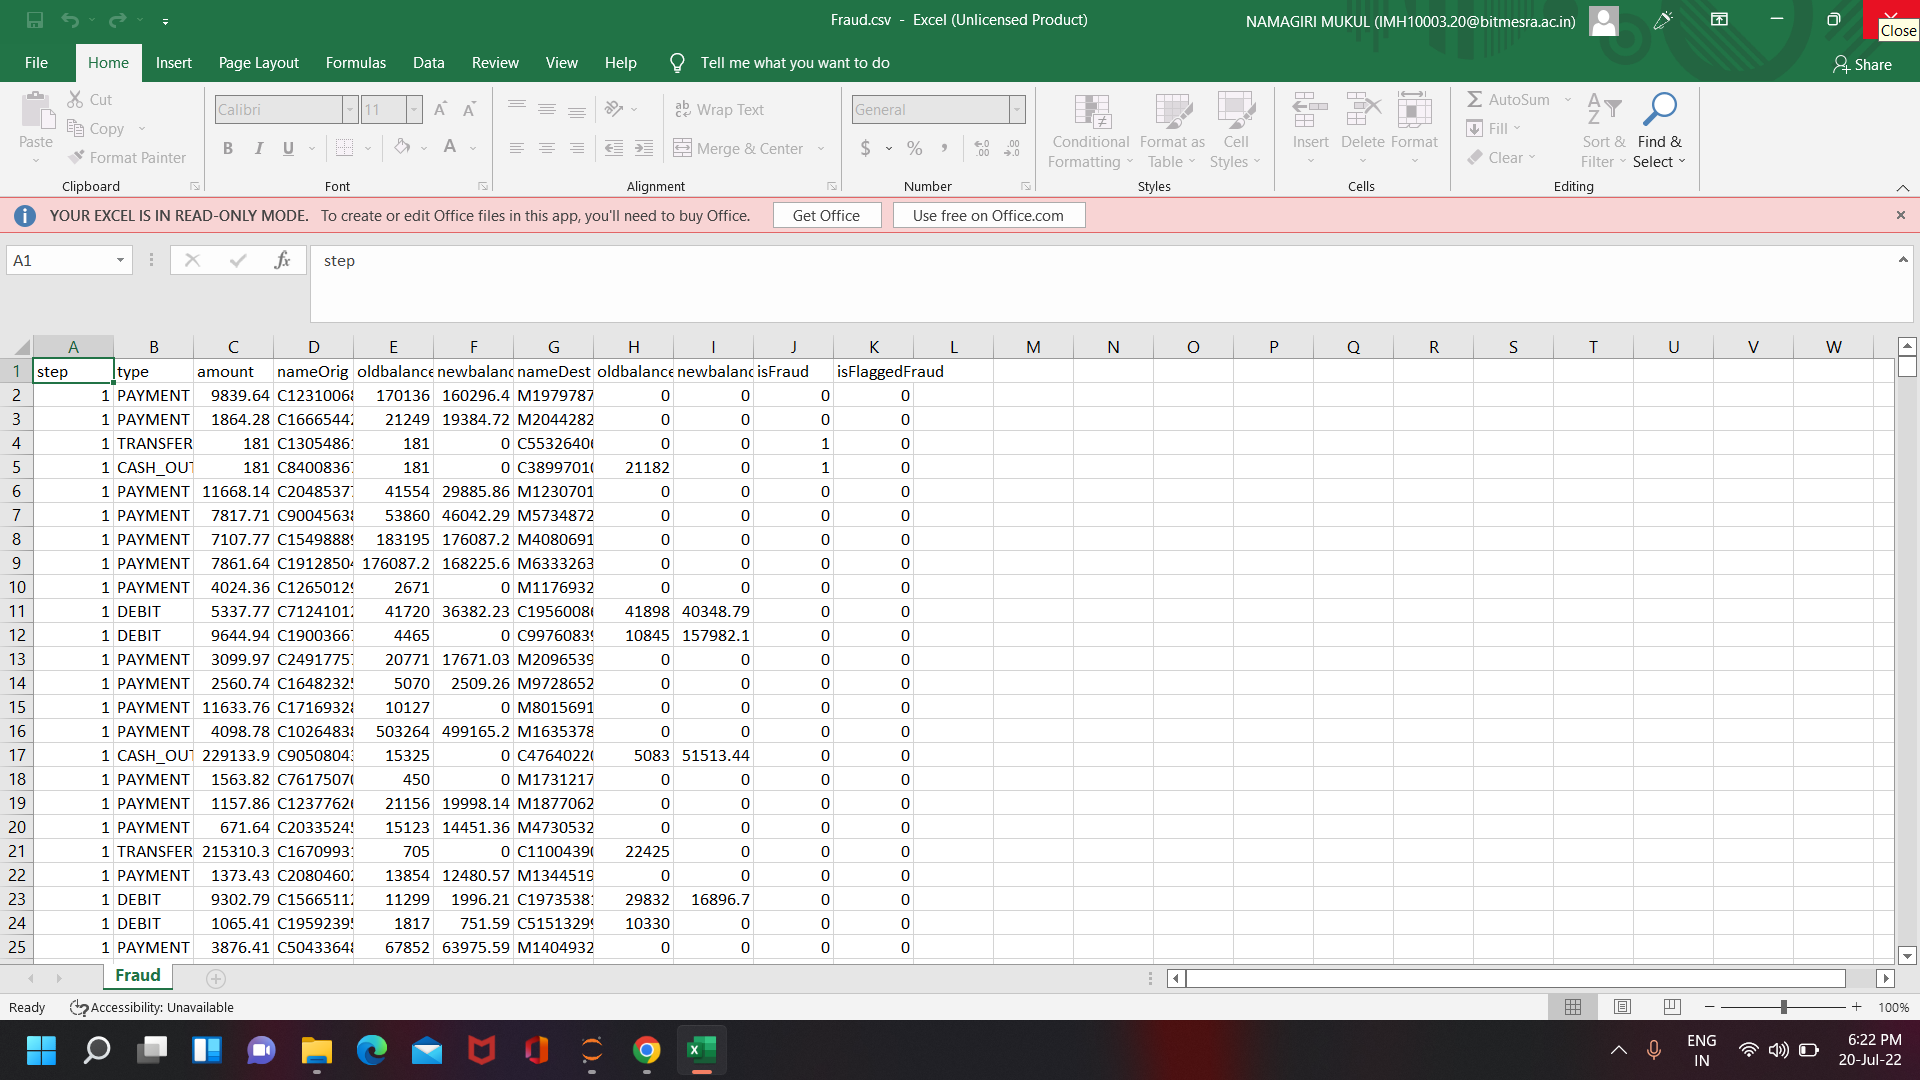 Fraud.csv - Excel (Unlicensed Product)
NAMAGIRI MUKUL (IMH10003.20@bitmesra.ac.in)
Close
File Home Insert Page Layout Formulas Data Review View Help Tell me what you want to do Share
Paste Cut Copy Format Painter Clipboard
Calibri 11 B I U A Font
Wrap Text Merge & Center Alignment
General $ % Number
Conditional Formatting Format as Table Cell Styles Styles
Insert Delete Format Cells
AutoSum Fill Clear Sort & Filter Find & Select Editing
YOUR EXCEL IS IN READ-ONLY MODE. To create or edit Office files in this app, you'll need to buy Office. Get Office Use free on Office.com
A1 fx step
A B C D E F G H I J K L M N O P Q R S T U V W
1 step type amount nameOrig oldbalance newbalanc nameDest oldbalance newbalanc isFraud isFlaggedFraud
2 1 PAYMENT 9839.64 C1231006 170136 160296.4 M1979787 0 0 0 0
3 1 PAYMENT 1864.28 C1666544 21249 19384.72 M2044282 0 0 0 0
4 1 TRANSFER 181 C1305486 181 0 C5532640 0 0 1 0
5 1 CASH_OUT 181 C8400836 181 0 C3899701 21182 0 1 0
6 1 PAYMENT 11668.14 C2048537 41554 29885.86 M1230701 0 0 0 0
7 1 PAYMENT 7817.71 C9004563 53860 46042.29 M5734872 0 0 0 0
8 1 PAYMENT 7107.77 C1549888 183195 176087.2 M4080691 0 0 0 0
9 1 PAYMENT 7861.64 C1912850 176087.2 168225.6 M6333263 0 0 0 0
10 1 PAYMENT 4024.36 C1265012 2671 0 M1176932 0 0 0 0
11 1 DEBIT 5337.77 C7124101 41720 36382.23 C1956008 41898 40348.79 0 0
12 1 DEBIT 9644.94 C1900366 4465 0 C9976083 10845 157982.1 0 0
13 1 PAYMENT 3099.97 C2491775 20771 17671.03 M2096539 0 0 0 0
14 1 PAYMENT 2560.74 C1648232 5070 2509.26 M9728652 0 0 0 0
15 1 PAYMENT 11633.76 C1716932 10127 0 M8015691 0 0 0 0
16 1 PAYMENT 4098.78 C1026483 503264 499165.2 M1635378 0 0 0 0
17 1 CASH_OUT 229133.9 C9050804 15325 0 C4764022 5083 51513.44 0 0
18 1 PAYMENT 1563.82 C7617507 450 0 M1731217 0 0 0 0
19 1 PAYMENT 1157.86 C1237762 21156 19998.14 M1877062 0 0 0 0
20 1 PAYMENT 671.64 C2033524 15123 14451.36 M4730532 0 0 0 0
21 1 TRANSFER 215310.3 C1670993 705 0 C1100439 22425 0 0 0
22 1 PAYMENT 1373.43 C2080460 13854 12480.57 M1344519 0 0 0 0
23 1 DEBIT 9302.79 C1566511 11299 1996.21 C1973538 29832 16896.7 0 0
24 1 DEBIT 1065.41 C1959239 1817 751.59 C5151329 10330 0 0 0
25 1 PAYMENT 3876.41 C5043364 67852 63975.59 M1404932 0 0 0 0
Fraud
Ready Accessibility: Unavailable 100%
ENG IN
6:22 PM
20-Jul-22